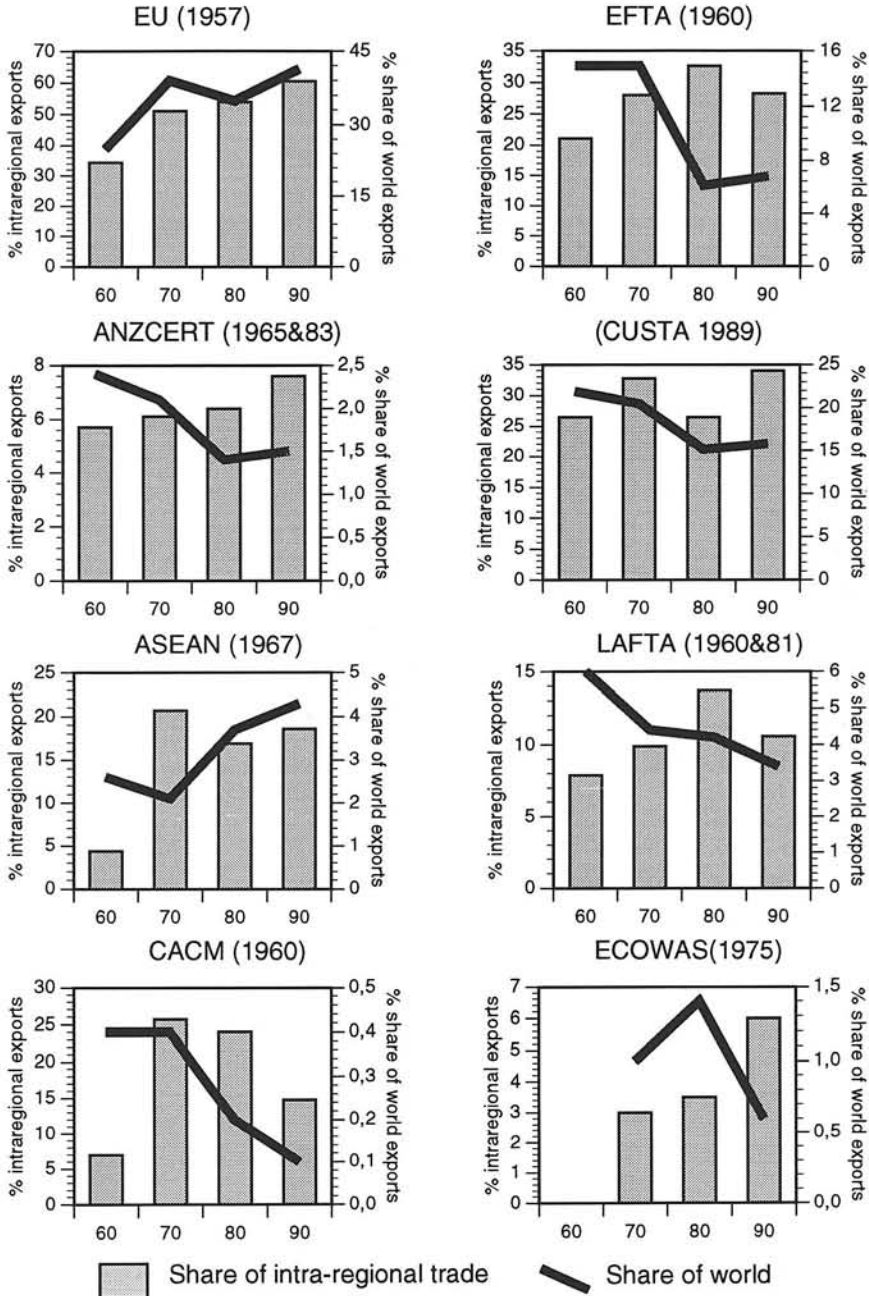 EU (1957)
% intraregional exports
70
60
50
40
30
20
10
0
45
30
15
0
% share of world exports
60 70 80 90
EFTA (1960)
% intraregional exports
35
30
25
20
15
10
5
0
16
12
8
4
0
% share of world exports
60 70 80 90
ANZCERT (1965&83)
% intraregional exports
8
6
4
2
0
2,5
2,0
1,5
1,0
0,5
0,0
% share of world exports
60 70 80 90
(CUSTA 1989)
% intraregional exports
35
30
25
20
15
10
5
0
25
20
15
10
5
0
% share of world exports
60 70 80 90
ASEAN (1967)
% intraregional exports
25
20
15
10
5
0
5
4
3
2
1
0
% share of world exports
60 70 80 90
LAFTA (1960&81)
% intraregional exports
15
10
5
0
6
5
4
3
2
1
0
% share of world exports
60 70 80 90
CACM (1960)
% intraregional exports
30
25
20
15
10
5
0
0,5
0,4
0,3
0,2
0,1
0,0
% share of world exports
60 70 80 90
ECOWAS(1975)
% intraregional exports
7
6
5
4
3
2
1
0
1,5
1,0
0,5
0,0
% share of world exports
60 70 80 90
Share of intra-regional trade
Share of world